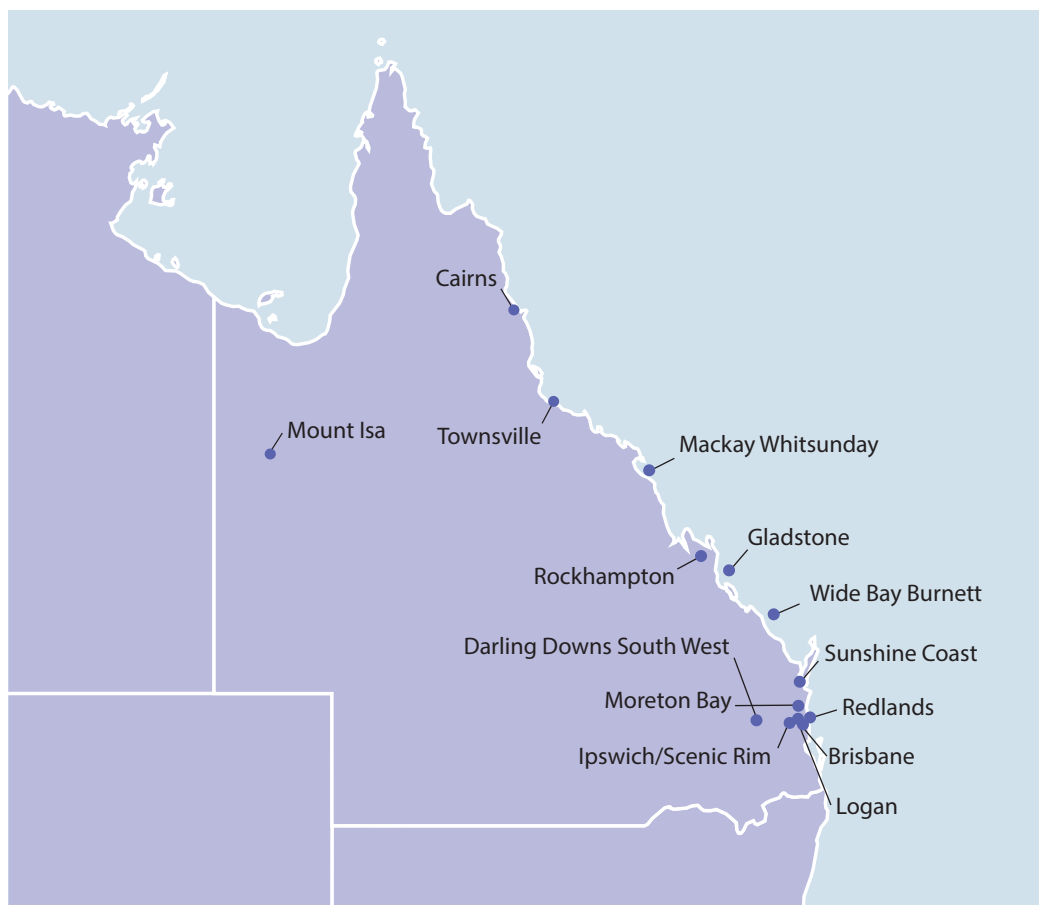 Cairns
Mount Isa
Townsville
Mackay Whitsunday
Gladstone
Rockhampton
Wide Bay Burnett
Darling Downs South West
Sunshine Coast
Moreton Bay
Redlands
Ipswich/Scenic Rim
Brisbane
Logan